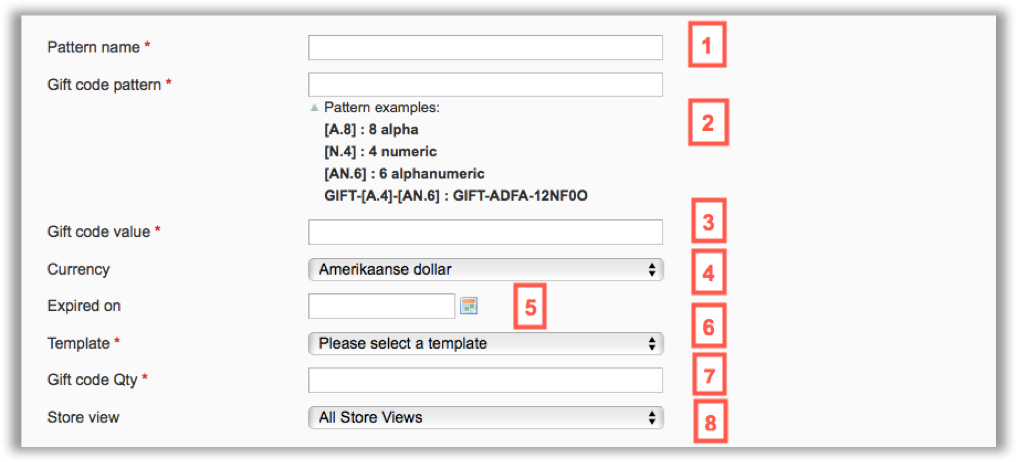 Pattern name * 1
Gift code pattern *
Pattern examples:
[A.8] : 8 alpha 2
[N.4] : 4 numeric
[AN.6] : 6 alphanumeric
GIFT-[A.4]-[AN.6] : GIFT-ADFA-12NF0O
Gift code value * 3
Currency Amerikaanse dollar 4
Expired on 5
Template * Please select a template 6
Gift code Qty * 7
Store view All Store Views 8